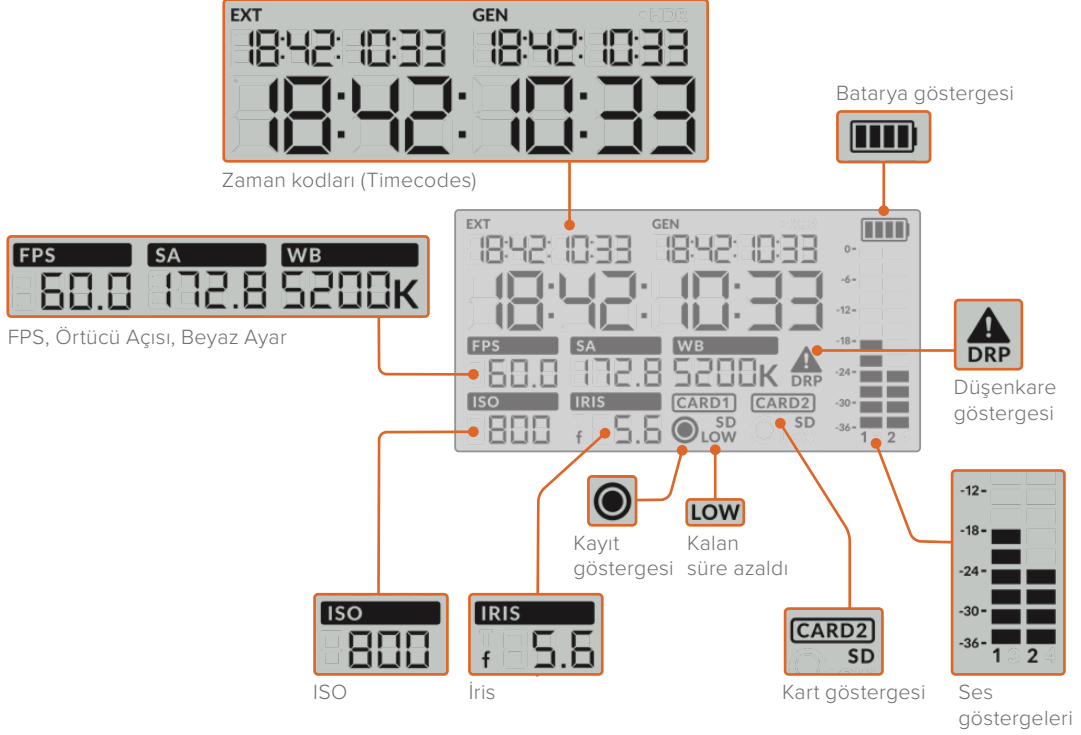 EXT GEN HDR
18:42:10:33 18:42:10:33
18:42:10:33
Zaman kodları (Timecodes)
Batarya göstergesi
FPS SA WB
60.0 172.8 5200K
FPS, Örtücü Açısı, Beyaz Ayar
EXT GEN
18:42:10:33 18:42:10:33
18:42:10:33
FPS SA WB
60.0 172.8 5200K
DRP
ISO IRIS CARD1 CARD2
800 f 5.6 SD LOW SD
0-
-6-
-12-
-18-
-24-
-30-
-36-
1 2
DRP
Düşenkare
göstergesi
Kayıt
göstergesi
LOW
Kalan
süre azaldı
ISO
800
ISO
IRIS
f 5.6
İris
CARD2
SD
Kart göstergesi
-12-
-18-
-24-
-30-
-36-
1 3 2 4
Ses
göstergeleri